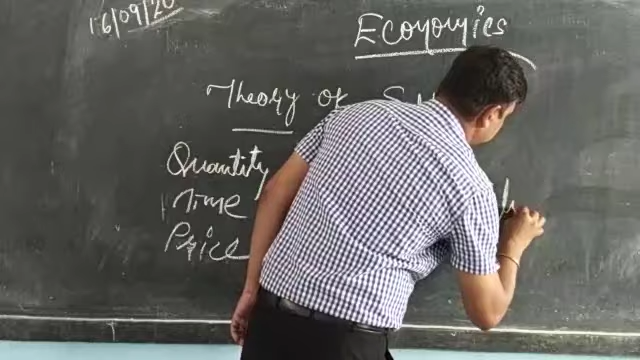 16/09/20
Economics
Theory of
Quantity
Time
Price